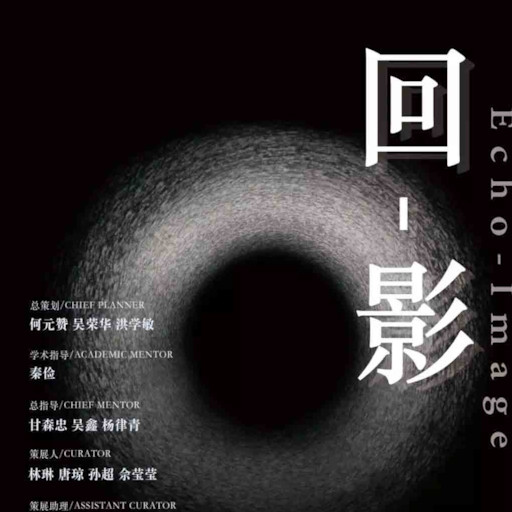 回-影
Echo-Image
总策划/CHIEF PLANNER
何元赞 吴荣华 洪学敏
学术指导/ACADEMIC MENTOR
秦俭
总指导/CHIEF MENTOR
甘森忠 吴鑫 杨律青
策展人/CURATOR
林琳 唐琼 孙超 佘莹莹
策展助理/ASSISTANT CURATOR